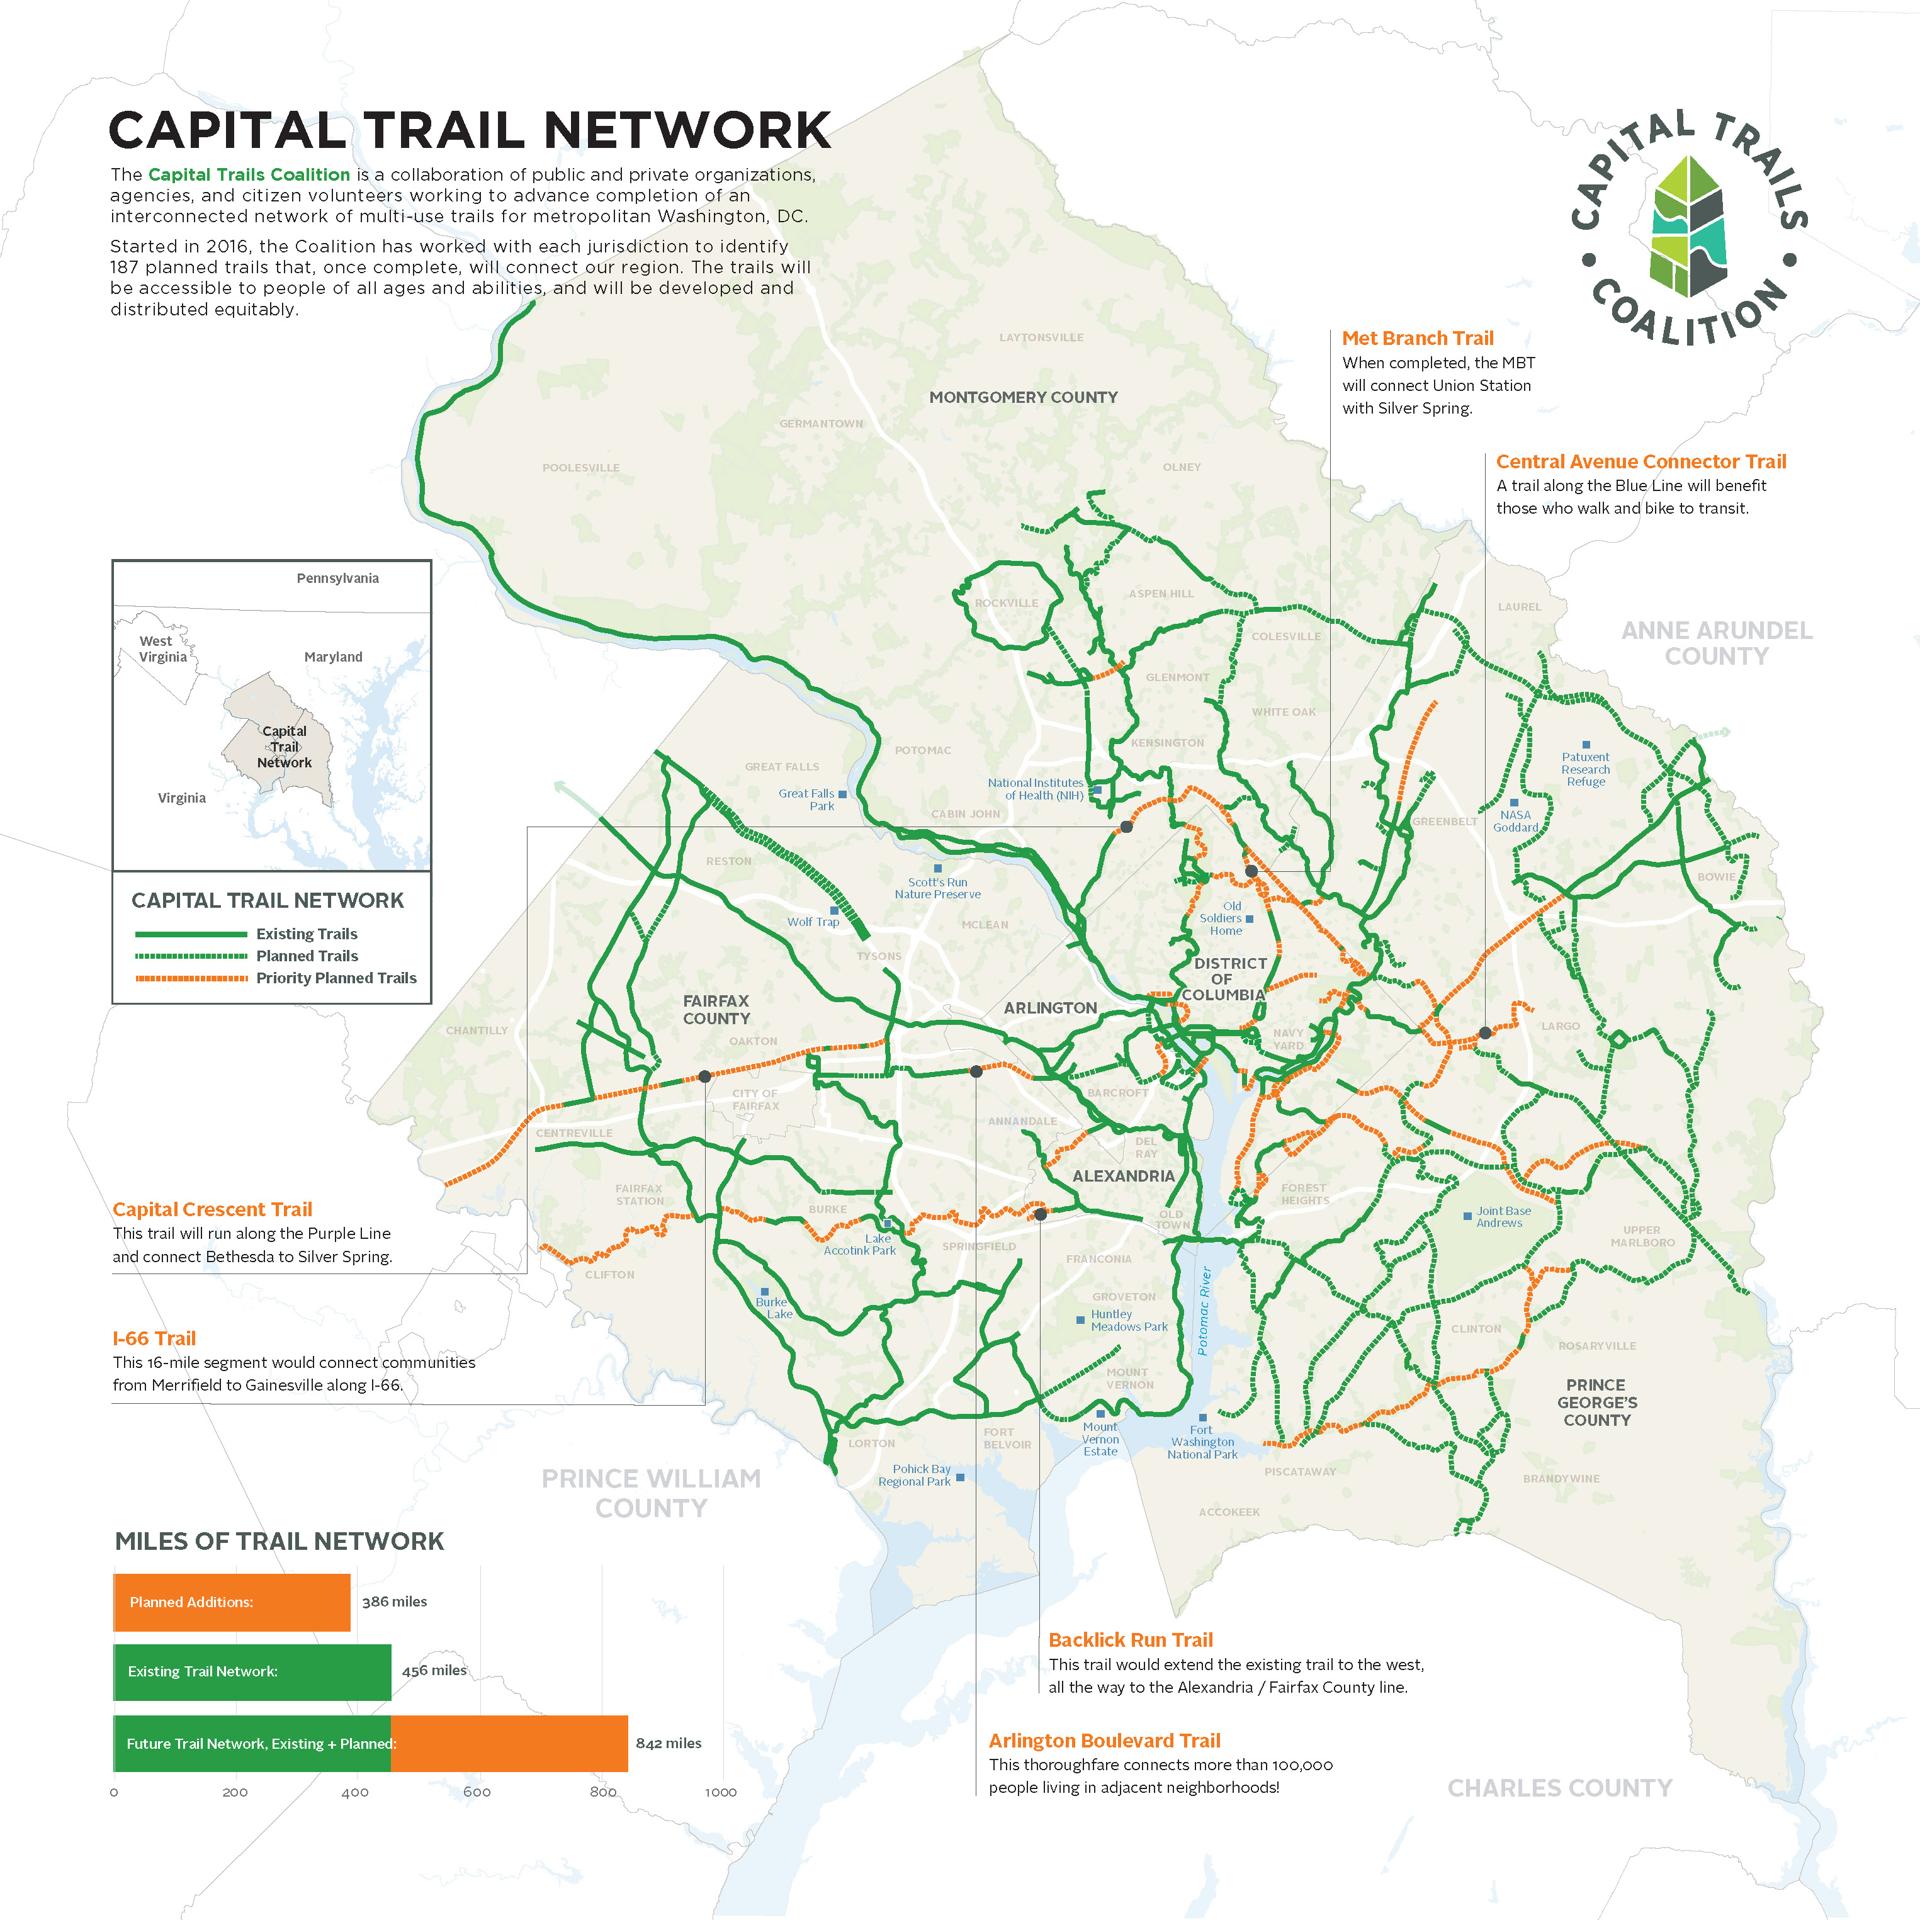 CAPITAL TRAIL NETWORK
The Capital Trails Coalition is a collaboration of public and private organizations,
agencies, and citizen volunteers working to advance completion of an
interconnected network of multi-use trails for metropolitan Washington, DC.
Started in 2016, the Coalition has worked with each jurisdiction to identify
187 planned trails that, once complete, will connect our region. The trails will
be accessible to people of all ages and abilities, and will be developed and
distributed equitably.
CAPITAL TRAILS
COALITION
Met Branch Trail
When completed, the MBT
will connect Union Station
with Silver Spring.
Central Avenue Connector Trail
A trail along the Blue Line will benefit
those who walk and bike to transit.
Pennsylvania
West
Virginia
Maryland
Capital
Trail
Network
Virginia
CAPITAL TRAIL NETWORK
Existing Trails
Planned Trails
Priority Planned Trails
LAYTONSVILLE
MONTGOMERY COUNTY
GERMANTOWN
POOLESVILLE
OLNEY
ROCKVILLE
ASPEN HILL
COLESVILLE
LAUREL
ANNE ARUNDEL
COUNTY
GLENMONT
WHITE OAK
KENSINGTON
POTOMAC
GREAT FALLS
Great Falls
Park
National Institutes
of Health (NIH)
CABIN JOHN
Patuxent
Research
Refuge
NASA
Goddard
GREENBELT
RESTON
Scott's Run
Nature Preserve
Wolf Trap
MCLEAN
Old
Soldiers
Home
BOWIE
TYSONS
DISTRICT
OF
COLUMBIA
FAIRFAX
COUNTY
ARLINGTON
CHANTILLY
OAKTON
NAVY
YARD
LARGO
CITY OF
FAIRFAX
BARCROFT
ANNANDALE
CENTREVILLE
DEL
RAY
ALEXANDRIA
FAIRFAX
STATION
FOREST
HEIGHTS
BURKE
OLD
TOWN
Joint Base
Andrews
Lake
Accotink Park
SPRINGFIELD
UPPER
MARLBORO
FRANCONIA
CLIFTON
GROVETON
Burke
Lake
Huntley
Meadows Park
Potomac River
CLINTON
ROSARYVILLE
MOUNT
VERNON
PRINCE
GEORGE'S
COUNTY
Mount
Vernon
Estate
Fort
Washington
National Park
FORT
BELVOIR
LORTON
Pohick Bay
Regional Park
PISCATAWAY
BRANDYWINE
ACCOKEEK
PRINCE WILLIAM
COUNTY
CHARLES COUNTY
Capital Crescent Trail
This trail will run along the Purple Line
and connect Bethesda to Silver Spring.
I-66 Trail
This 16-mile segment would connect communities
from Merrifield to Gainesville along I-66.
MILES OF TRAIL NETWORK
Planned Additions:
386 miles
Existing Trail Network:
456 miles
Future Trail Network, Existing + Planned:
842 miles
0
200
400
600
800
1000
Backlick Run Trail
This trail would extend the existing trail to the west,
all the way to the Alexandria / Fairfax County line.
Arlington Boulevard Trail
This thoroughfare connects more than 100,000
people living in adjacent neighborhoods!